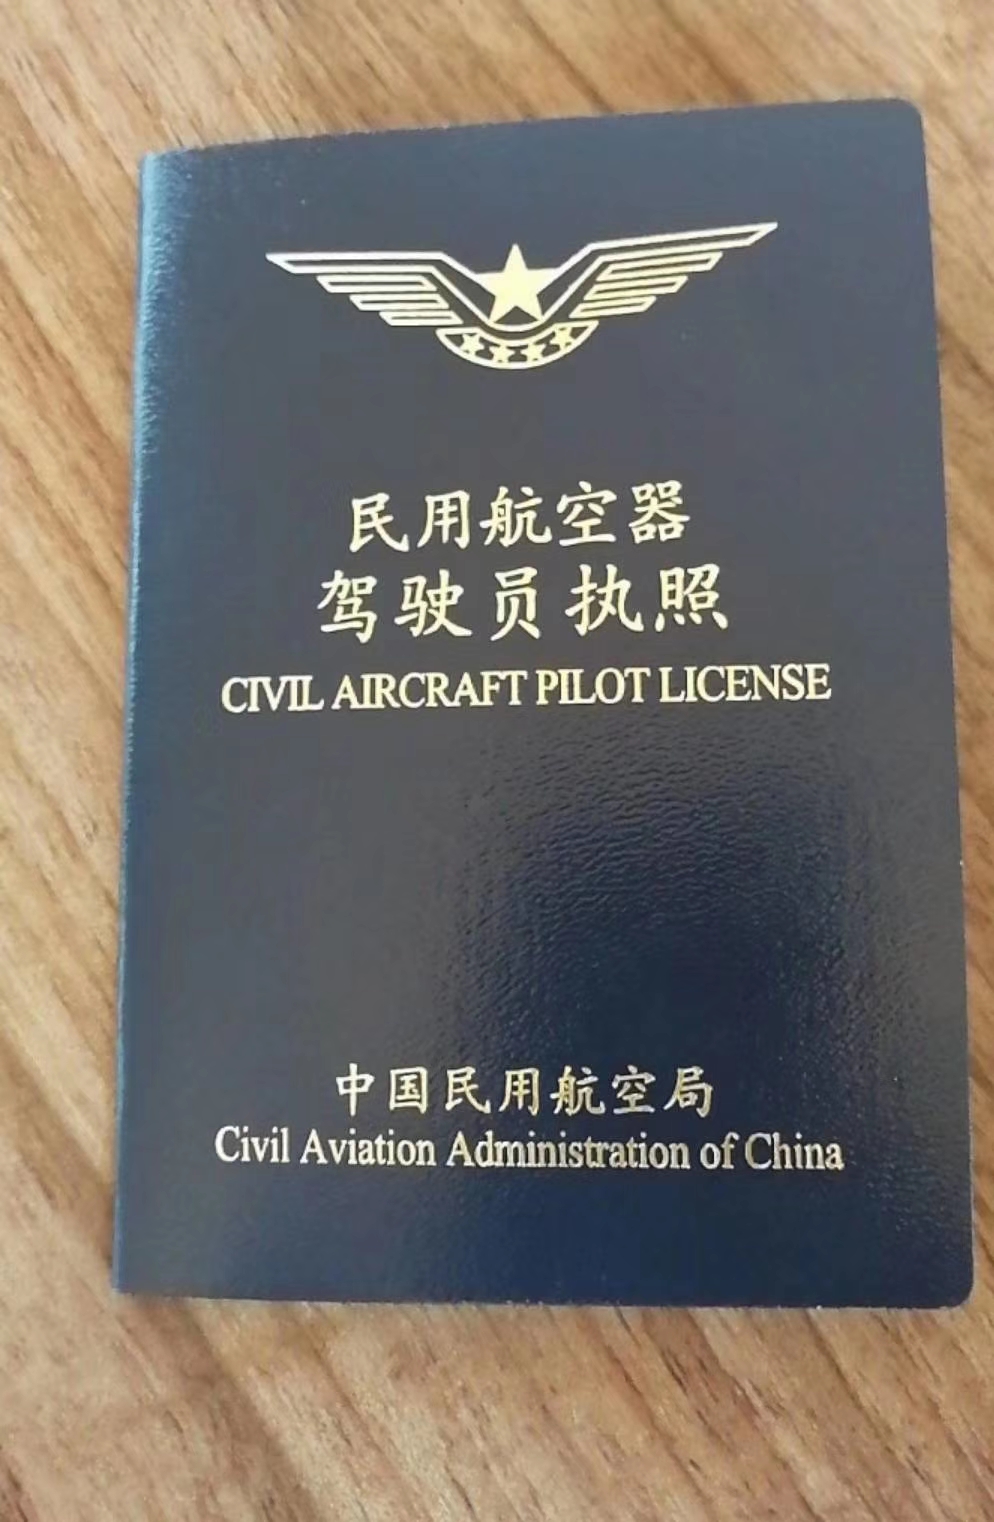 民用航空器
驾驶员执照
CIVIL AIRCRAFT PILOT LICENSE
中国民用航空局
Civil Aviation Administration of China